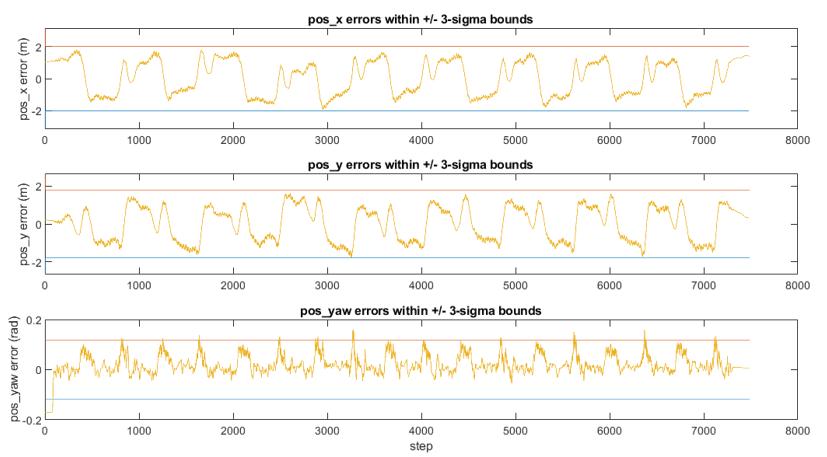 pos_x errors within +/- 3-sigma bounds
pos_x error (m)
2
0
-2
0 1000 2000 3000 4000 5000 6000 7000 8000
pos_y errors within +/- 3-sigma bounds
pos_y error (m)
2
0
-2
0 1000 2000 3000 4000 5000 6000 7000 8000
pos_yaw errors within +/- 3-sigma bounds
pos_yaw error (rad)
0.2
0
-0.2
0 1000 2000 3000 4000 5000 6000 7000 8000
step